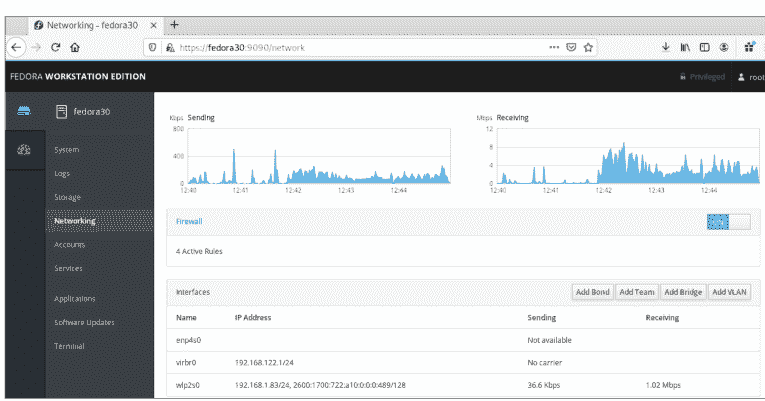 Networking - fedora30 × +
https://fedora30:9090/network
FEDORA WORKSTATION EDITION Privileged root
fedora30
System
Logs
Storage
Networking
Accounts
Services
Applications
Software Updates
Terminal
Kbps Sending
800
400
0
12:40 12:41 12:42 12:43 12:44
Mbps Receiving
12
8
4
0
12:40 12:41 12:42 12:43 12:44
Firewall
4 Active Rules
Interfaces Add Bond Add Team Add Bridge Add VLAN
Name IP Address Sending Receiving
enp4s0 Not available
virbr0 192.168.122.1/24 No carrier
wlp2s0 192.168.1.83/24, 2600:1700:722:a10:0:0:0:489/128 36.6 Kbps 1.02 Mbps